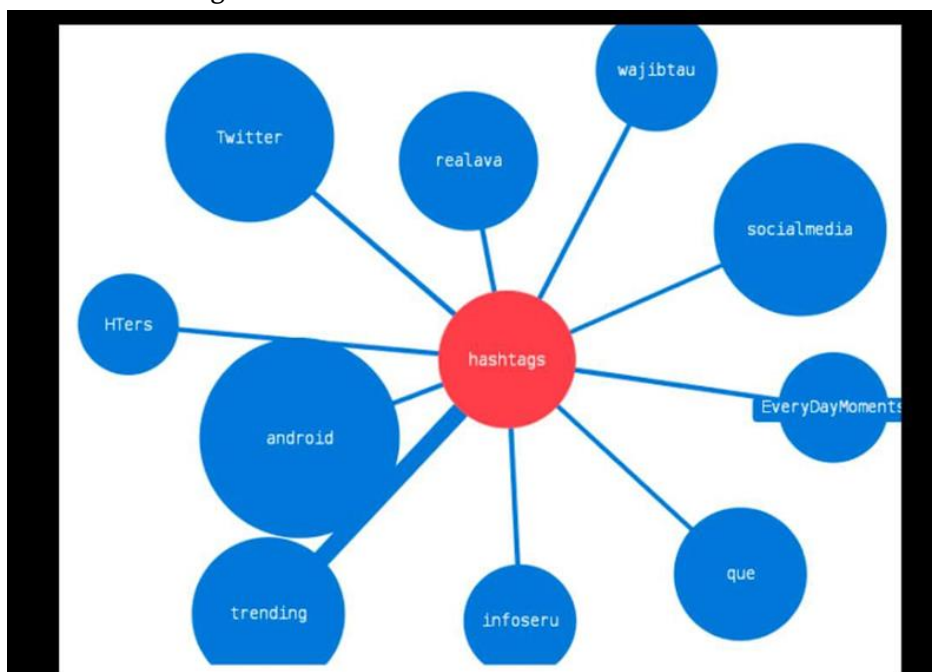 wajibtau
Twitter
realava
socialmedia
HTers
hashtags
EveryDayMoments
android
que
trending
infoseru